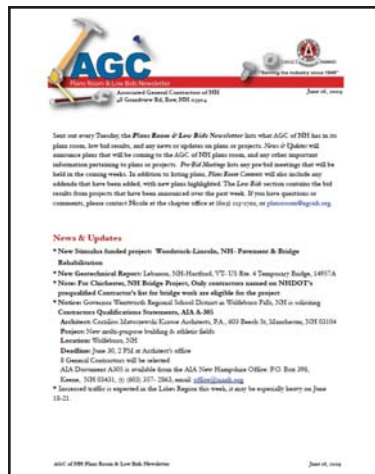 AGC
Plans Room & Low Bid Newsletter
"Serving the industry since 1949"
Associated General Contractors of NH
48 Grandview Rd, Bow, NH 03304
June 16, 2009
Sent out every Tuesday, the Plans Room & Low Bids Newsletter lists what AGC of NH has in its
plans room, low bid results, and any news or updates on plans or projects. News & Updates will
announce plans that will be coming to the AGC of NH plans room, and any other important
information pertaining to plans or projects. Pre-Bid Meetings lists any pre-bid meetings that will be
held in the coming weeks. In addition to listing plans, Plans Room Content will also include any
addenda that have been added, with new plans highlighted. The Low Bids section contains the bid
results from projects that have been announced over the past week. If you have questions or
comments, please contact Nicole at the chapter office at (603) 225-2701, or plansroom@agcnh.org.
News & Updates
* New Stimulus funded project: Woodstock-Lincoln, NH- Pavement & Bridge
Rehabilitation
* New Geotechnical Report: Lebanon, NH-Hartford, VT- US Rte. 4 Temporary Bridge, 14957A
* Note: For Chichester, NH Bridge Project, Only contractors named on NHDOT's
prequalified Contractor's list for bridge work are eligible for the project
* Notice: Governor Wentworth Regional School District in Wolfeboro Falls, NH is soliciting
Contractors Qualifications Statements, AIA A-305
Architect: Kozirne Architects, P.A., 603 Beech St, Manchester, NH 03104
Project: New multi-purpose building & athletic fields
Location: Wolfeboro, NH
Deadline: June 30, 2 PM at Architect's office
8 General Contractors will be selected
AIA Document A305 is available from the AIA New Hampshire Office: P.O. Box 398,
Keene, NH 03431, (t) (603) 357- 2863; email: office@aianh.org
* Increased traffic is expected in the Lakes Region this week, it may be especially heavy on June
18-21.
AGC of NH Plans Room & Low Bid Newsletter
June 16, 2009